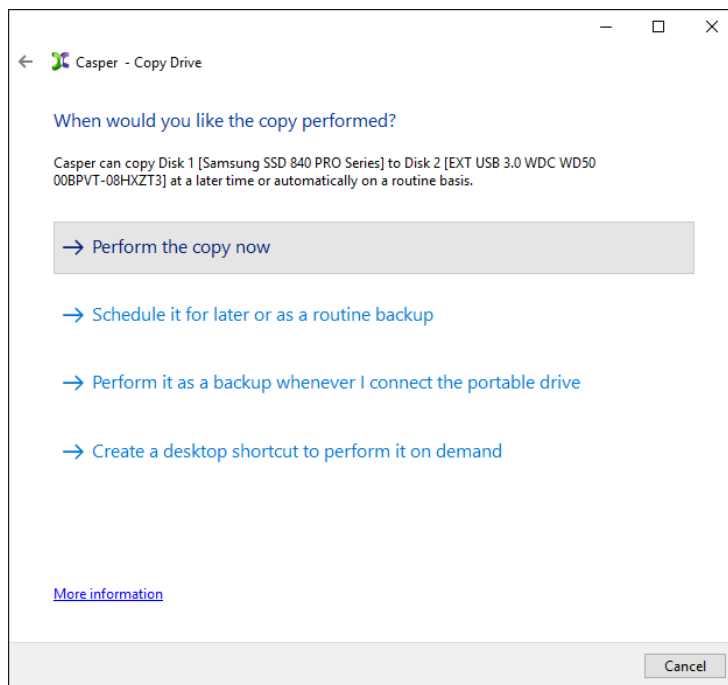 Casper - Copy Drive
When would you like the copy performed?
Casper can copy Disk 1 [Samsung SSD 840 PRO Series] to Disk 2 [EXT USB 3.0 WDC WD50
00BPVT-08HXZT3] at a later time or automatically on a routine basis.
Perform the copy now
Schedule it for later or as a routine backup
Perform it as a backup whenever I connect the portable drive
Create a desktop shortcut to perform it on demand
More information
Cancel